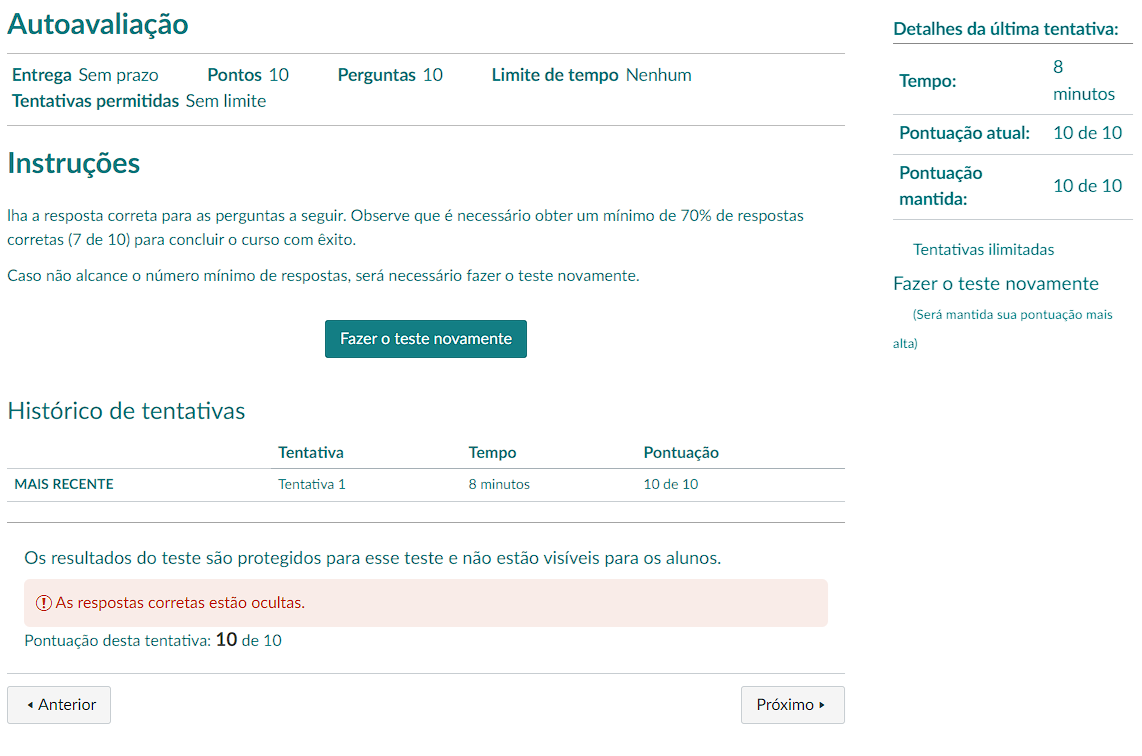 Autoavaliação
Entrega Sem prazo Pontos 10 Perguntas 10 Limite de tempo Nenhum
Tentativas permitidas Sem limite
Instruções
lha a resposta correta para as perguntas a seguir. Observe que é necessário obter um mínimo de 70% de respostas
corretas (7 de 10) para concluir o curso com êxito.
Caso não alcance o número mínimo de respostas, será necessário fazer o teste novamente.
Fazer o teste novamente
Histórico de tentativas
Tentativa Tempo Pontuação
MAIS RECENTE Tentativa 1 8 minutos 10 de 10
Os resultados do teste são protegidos para esse teste e não estão visíveis para os alunos.
As respostas corretas estão ocultas.
Pontuação desta tentativa: 10 de 10
Anterior
Próximo
Detalhes da última tentativa:
Tempo: 8
minutos
Pontuação atual: 10 de 10
Pontuação
mantida: 10 de 10
Tentativas ilimitadas
Fazer o teste novamente
(Será mantida sua pontuação mais
alta)